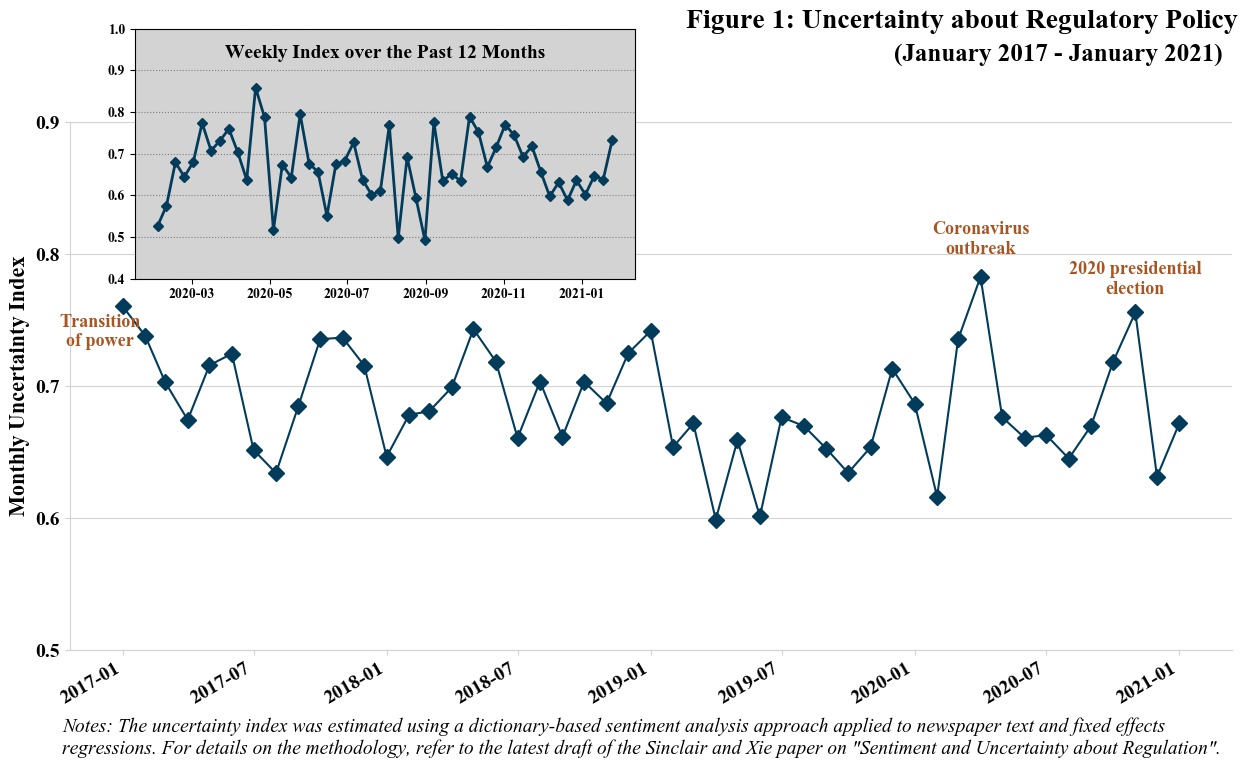 Figure 1: Uncertainty about Regulatory Policy
(January 2017 - January 2021)
Weekly Index over the Past 12 Months
1.0
0.9
0.8
0.7
0.6
0.5
0.4
2020-03
2020-05
2020-07
2020-09
2020-11
2021-01
Monthly Uncertainty Index
0.9
0.8
0.7
0.6
0.5
Transition
of power
Coronavirus
outbreak
2020 presidential
election
2017-01
2017-07
2018-01
2018-07
2019-01
2019-07
2020-01
2020-07
2021-01
Notes: The uncertainty index was estimated using a dictionary-based sentiment analysis approach applied to newspaper text and fixed effects
regressions. For details on the methodology, refer to the latest draft of the Sinclair and Xie paper on "Sentiment and Uncertainty about Regulation".